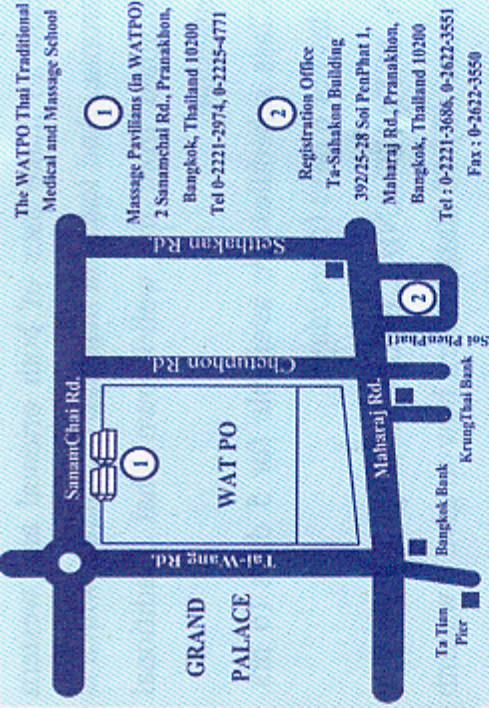 The WATPO Thai Traditional
Medical and Massage School
1
Massage Pavilians (in WATPO)
2 Sanamchai Rd., Pranakhon,
Bangkok, Thailand 10200
Tel 0-2221-2974, 0-2225-4771
2
Registration Office
Ta-Sahakon Building
392/25-28 Soi PenPhat 1,
Maharaj Rd., Pranakhon,
Bangkok, Thailand 10200
Tel : 0-2221-3686, 0-2622-3551
Fax : 0-2622-3550
SanamChai Rd.
Setthakan Rd.
Chetuphon Rd.
1
WAT PO
Tai-Wang Rd.
GRAND
PALACE
Maharaj Rd.
2
Soi PhenPhat1
KrungThai Bank
Bangkok Bank
Ta Tian
Pier